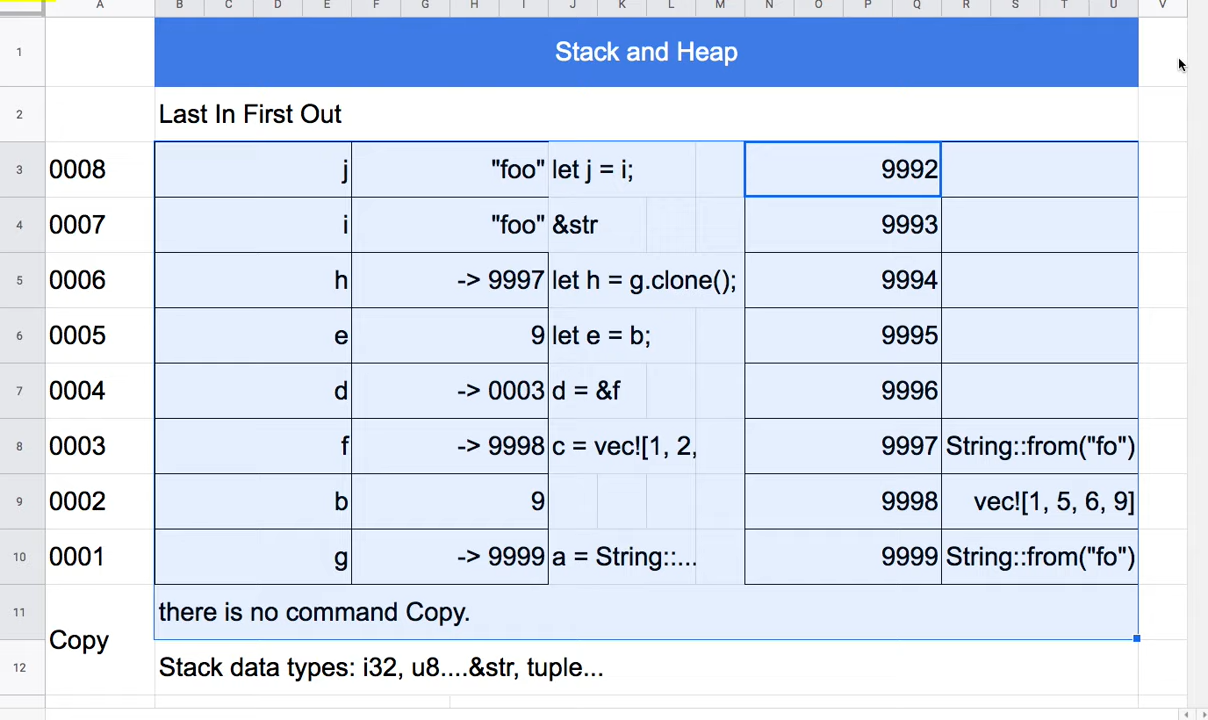 A B C D E F G H I J K L M N O P Q R S T U V
1 Stack and Heap
2 Last In First Out
3 0008 j "foo" let j = i; 9992
4 0007 i "foo" &str 9993
5 0006 h -> 9997 let h = g.clone(); 9994
6 0005 e 9 let e = b; 9995
7 0004 d -> 0003 d = &f 9996
8 0003 f -> 9998 c = vec![1, 2, 9997 String::from("fo")
9 0002 b 9 9998 vec![1, 5, 6, 9]
10 0001 g -> 9999 a = String::... 9999 String::from("fo")
11 there is no command Copy.
Copy
12 Stack data types: i32, u8....&str, tuple...